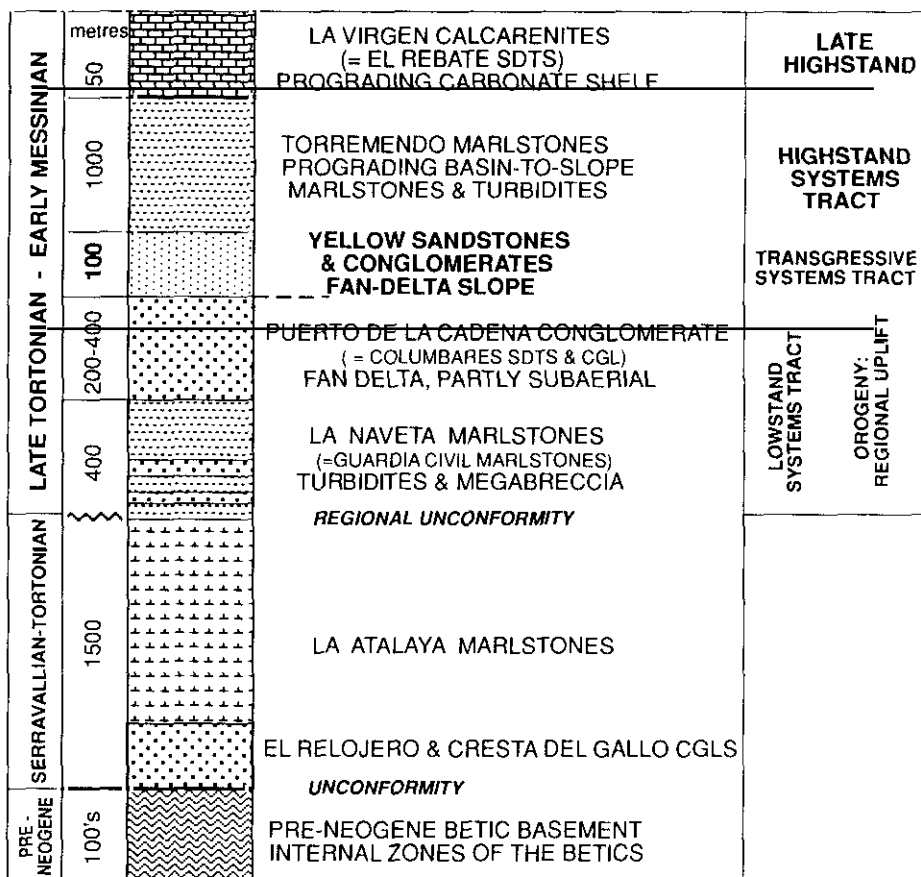 metres
50
1000
100
200-400
400
1500
100's
LATE TORTONIAN - EARLY MESSINIAN
SERRAVALLIAN-TORTONIAN
PRE-
NEOGENE
LA VIRGEN CALCARENITES
(= EL REBATE SDTS)
PROGRADING CARBONATE SHELF
TORREMENDO MARLSTONES
PROGRADING BASIN-TO-SLOPE
MARLSTONES & TURBIDITES
YELLOW SANDSTONES
& CONGLOMERATES
FAN-DELTA SLOPE
PUERTO DE LA CADENA CONGLOMERATE
( = COLUMBARES SDTS & CGL)
FAN DELTA, PARTLY SUBAERIAL
LA NAVETA MARLSTONES
(=GUARDIA CIVIL MARLSTONES)
TURBIDITES & MEGABRECCIA
REGIONAL UNCONFORMITY
LA ATALAYA MARLSTONES
EL RELOJERO & CRESTA DEL GALLO CGLS
UNCONFORMITY
PRE-NEOGENE BETIC BASEMENT
INTERNAL ZONES OF THE BETICS
LATE
HIGHSTAND
HIGHSTAND
SYSTEMS
TRACT
TRANSGRESSIVE
SYSTEMS TRACT
LOWSTAND
SYSTEMS TRACT
OROGENY:
REGIONAL UPLIFT